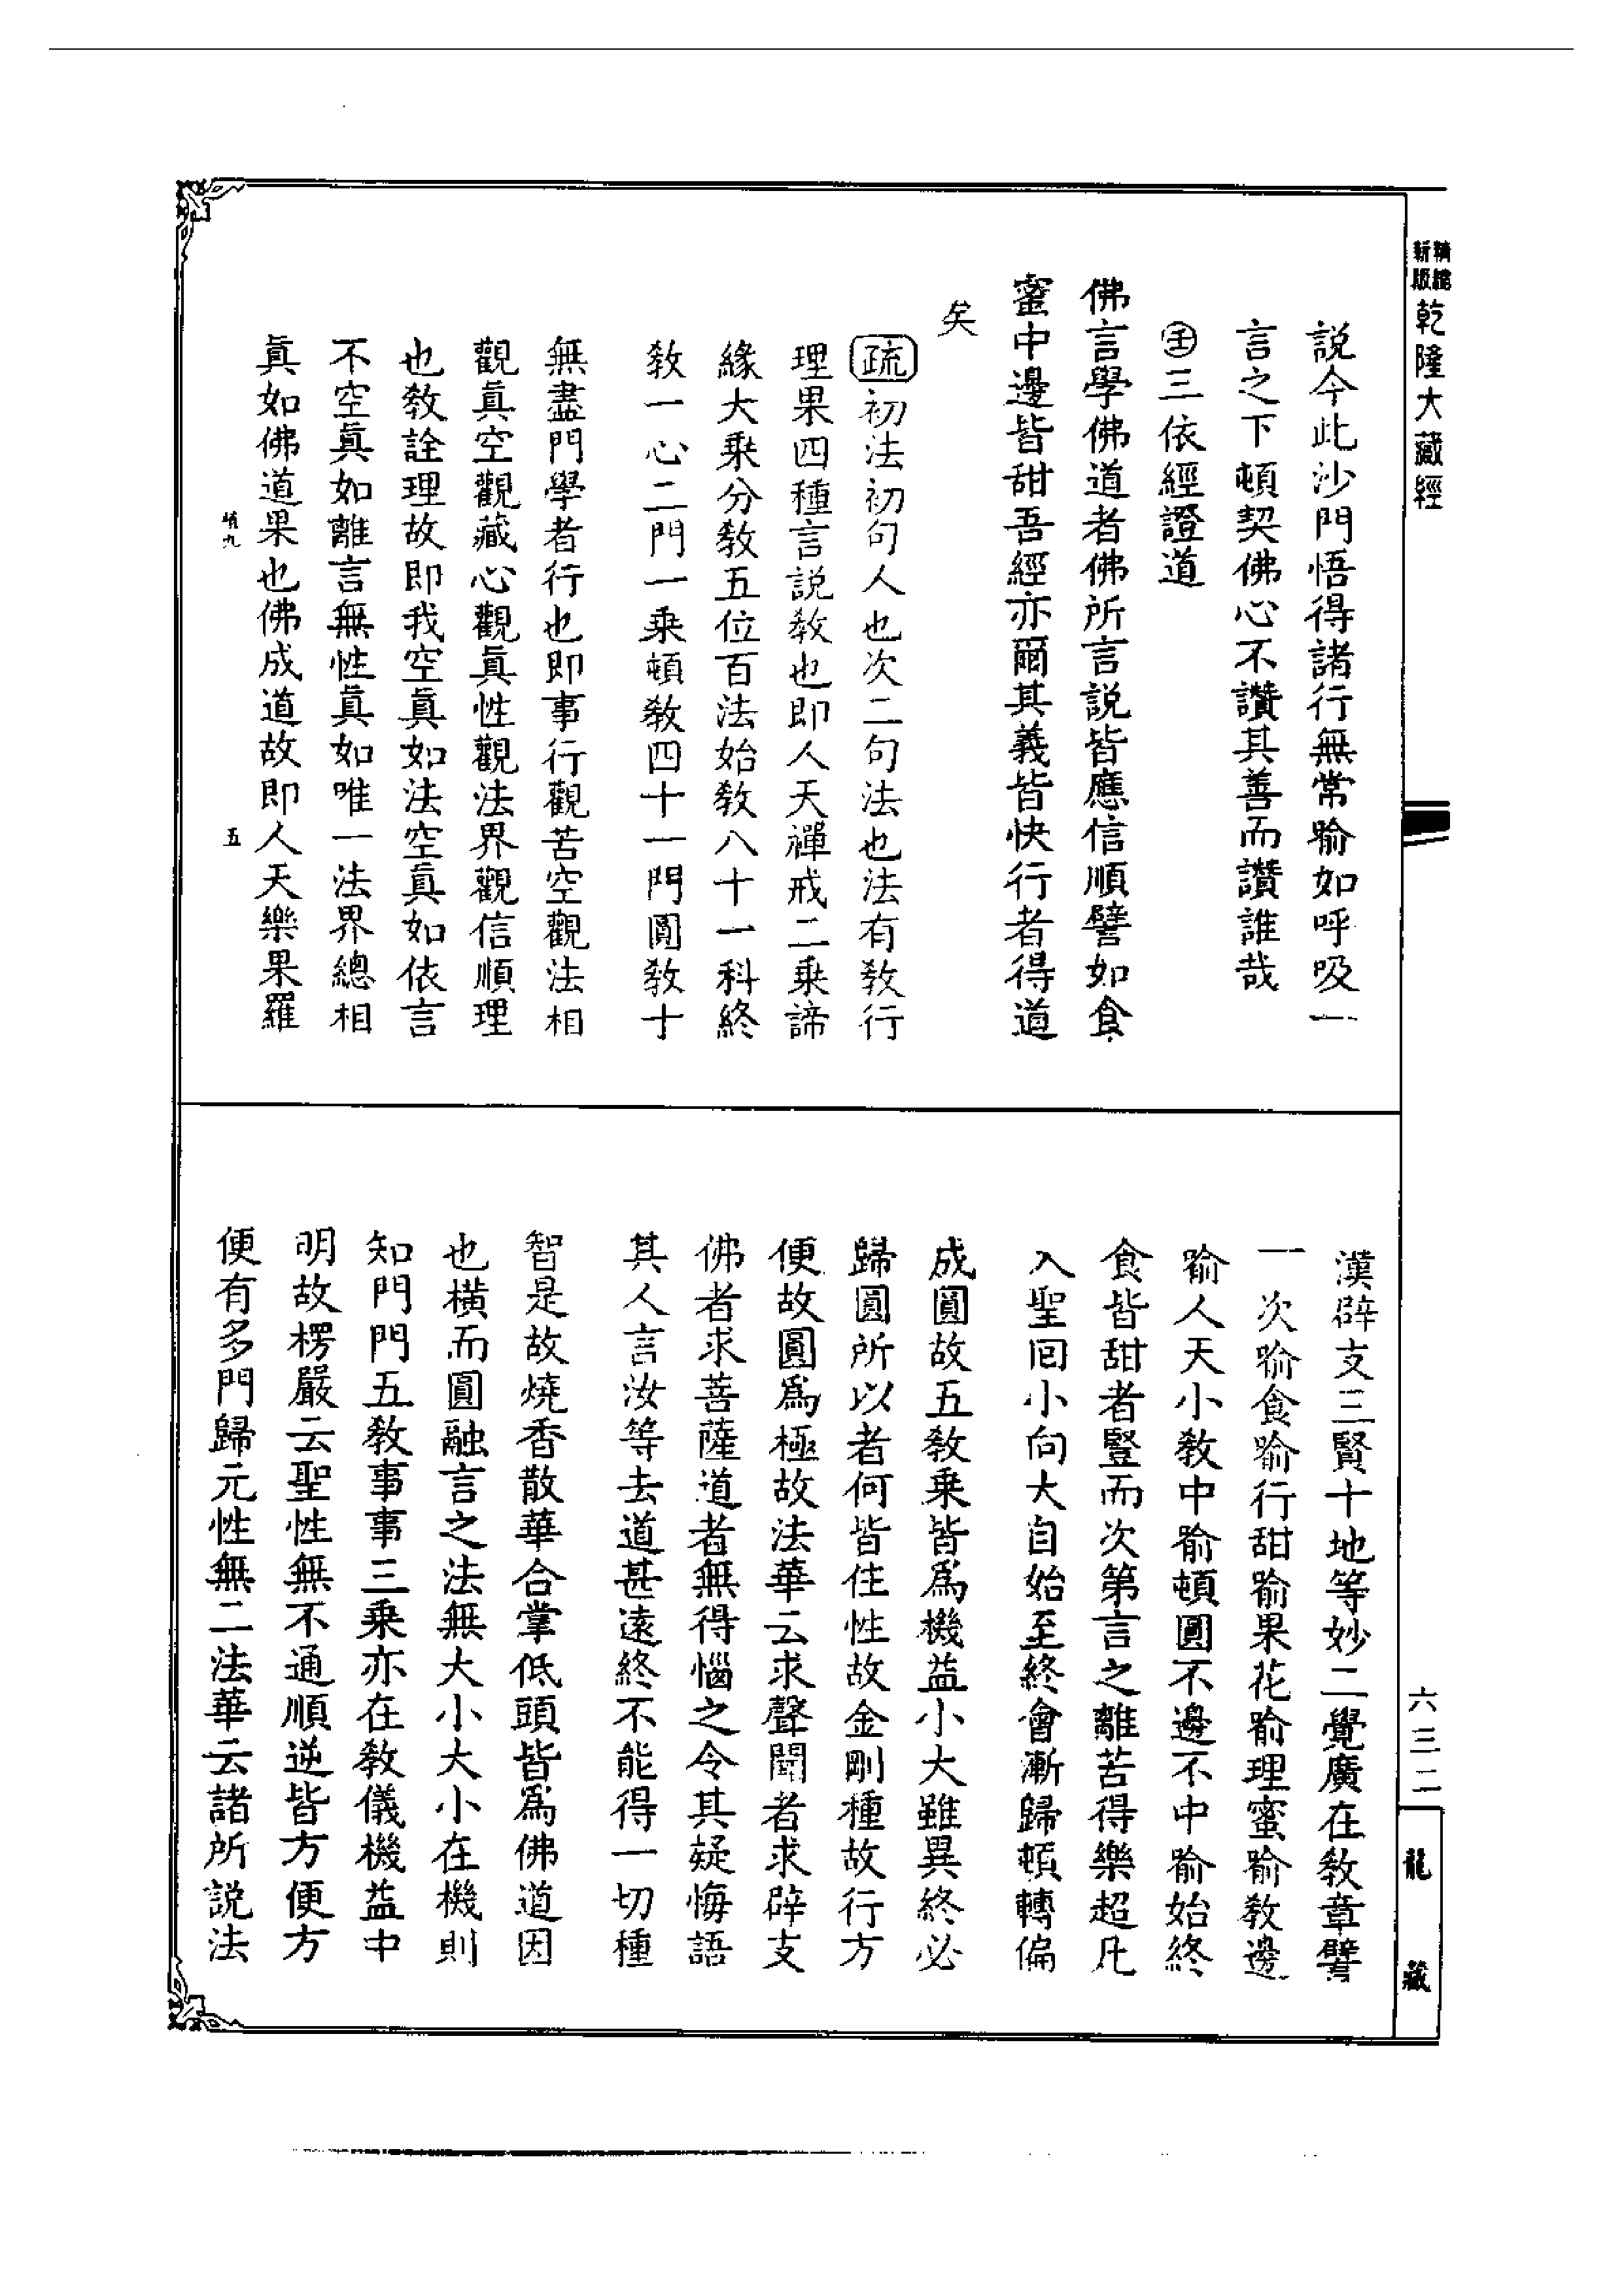 精縮
新版
乾隆大藏經
說今此沙門悟得諸行無常喻如呼吸一
言之下頓契佛心不讚其善而讚誰哉
㊤三依經證道
佛言學佛道者佛所言說皆應信順譬如食
蜜中邊皆甜吾經亦爾其義皆快行者得道
矣
疏初法初句人也次二句法也法有教行
理果四種言說教也即人天禪戒二乘諦
緣大乘分教五位百法始教八十一科終
教一心二門一乘頓教四十一門圓教十
無盡門學者行也即事行觀苦空觀法相
觀真空觀藏心觀真性觀法界觀信順理
也教詮理故即我空真如法空真如依言
不空真如離言無性真如唯一法界總相
真如佛道果也佛成道故即人天樂果羅
五
漢辟支三賢十地等妙二覺廣在教章譬
一次喻食喻行甜喻果花喻理蜜喻教邊
喻人天小教中喻頓圓不邊不中喻始終
食皆甜者豎而次第言之離苦得樂超凡
入聖回小向大自始至終會漸歸頓轉偏
成圓故五教乘皆為機益小大雖異終必
歸圓所以者何皆住性故金剛種故行方
便故圓為極故法華云求聲聞者求辟支
佛者求菩薩道者無得惱之令其疑悔語
其人言汝等去道甚遠終不能得一切種
智是故燒香散華合掌低頭皆為佛道因
也橫而圓融言之法無大小大小在機則
知門門五教事事三乘亦在教儀機益中
明故楞嚴云聖性無不通順逆皆方便方
便有多門歸元性無二法華云諸所說法
六三二
龍藏